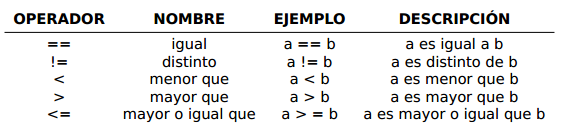 OPERADOR NOMBRE EJEMPLO DESCRIPCIÓN
== igual a == b a es igual a b
!= distinto a != b a es distinto de b
< menor que a < b a es menor que b
> mayor que a > b a es mayor que b
<= mayor o igual que a > = b a es mayor o igual que b